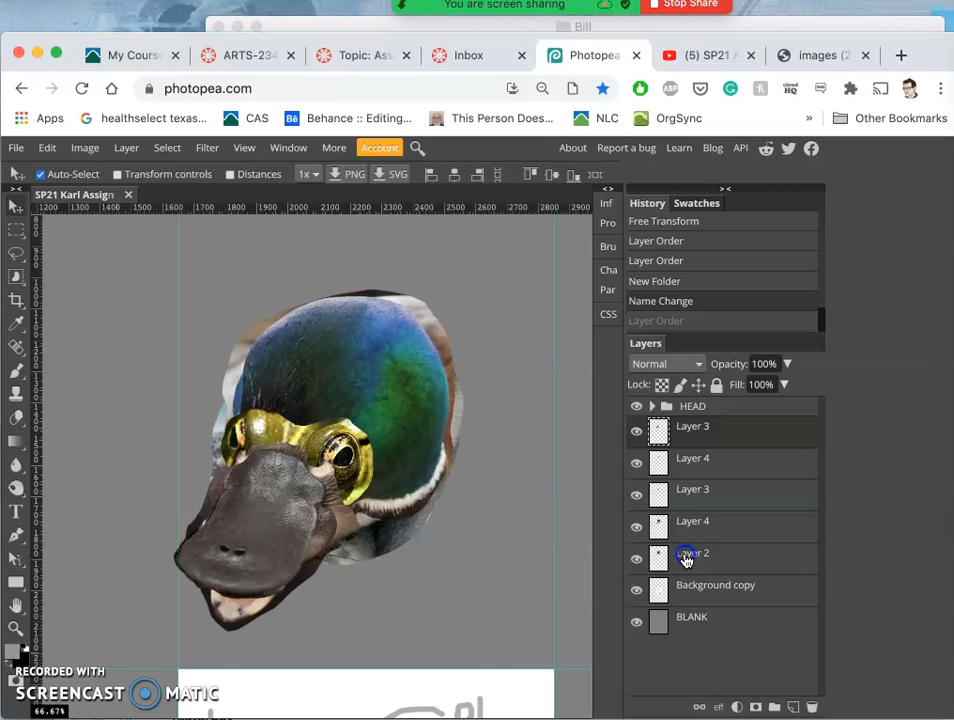 You are screen sharing Stop Share
Bill
My Course ARTS-234 Topic: Ass Inbox Photopea (5) SP21 A images (2
photopea.com
Apps healthselect texas... CAS Behance :: Editing... This Person Does... NLC OrgSync » Other Bookmarks
File Edit Image Layer Select Filter View Window More Account About Report a bug Learn Blog API
Auto-Select Transform controls Distances 1x PNG SVG
SP21 Karl Assign
1200 1300 1400 1500 1600 1700 1800 1900 2000 2100 2200 2300 2400 2500 2600 2700 2800 2900
Inf History Swatches
Pro Free Transform
Bru Layer Order
Layer Order
Cha New Folder
Par Name Change
CSS Layer Order
Layers
Normal Opacity: 100%
Lock: Fill: 100%
HEAD
Layer 3
Layer 4
Layer 3
Layer 4
Layer 2
Background copy
BLANK
RECORDED WITH
SCREENCAST MATIC
66.67%